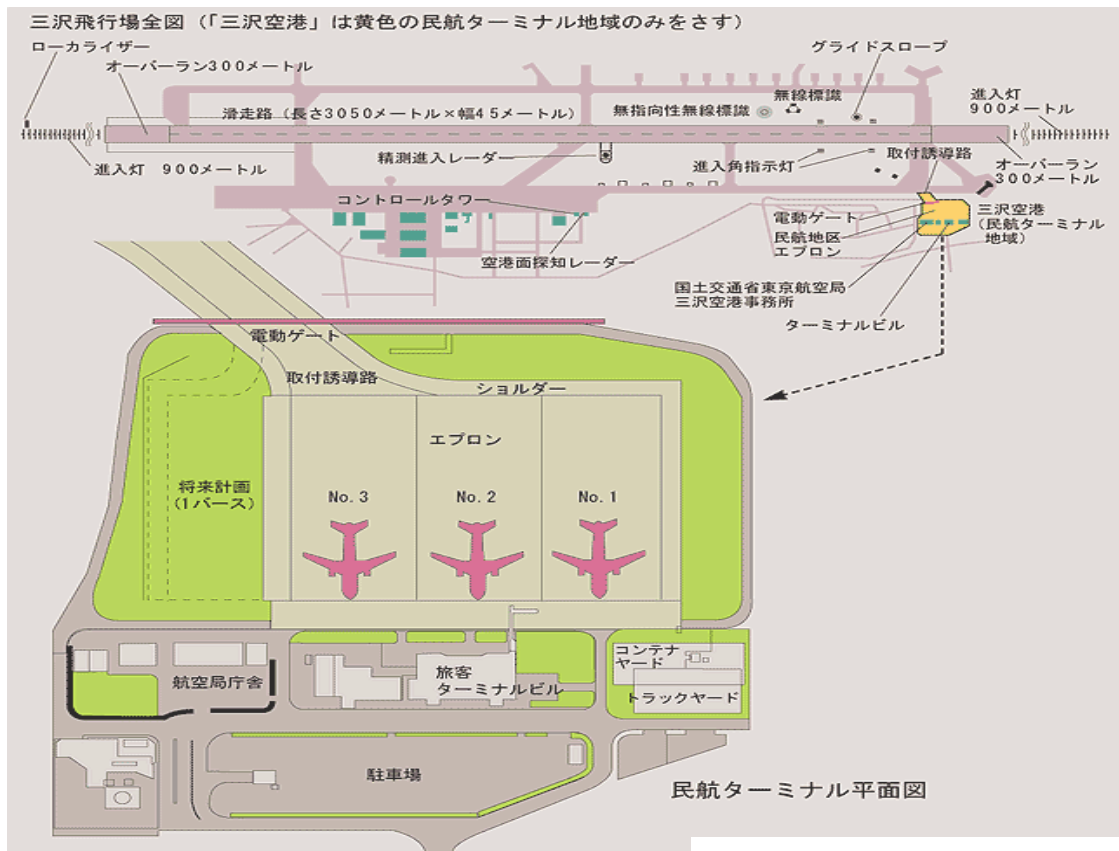 三沢飛行場全図（「三沢空港」は黄色の民航ターミナル地域のみをさす）
ローカライザー
グライドスロープ
オーバーラン300メートル
無線標識
進入灯
900メートル
滑走路（長さ3050メートル×幅45メートル）
無指向性無線標識
進入灯 900メートル
精測進入レーダー
進入角指示灯
取付誘導路
オーバーラン
300メートル
コントロールタワー
電動ゲート
三沢空港
（民航ターミナル
地域）
民航地区
エプロン
空港面探知レーダー
国土交通省東京航空局
三沢空港事務所
ターミナルビル
電動ゲート
取付誘導路
ショルダー
エプロン
将来計画
（1バース）
No.3
No.2
No.1
航空局庁舎
旅客
ターミナルビル
コンテナ
ヤード
トラックヤード
駐車場
民航ターミナル平面図